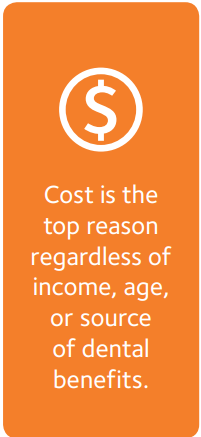 $
Cost is the
top reason
regardless of
income, age,
or source
of dental
benefits.